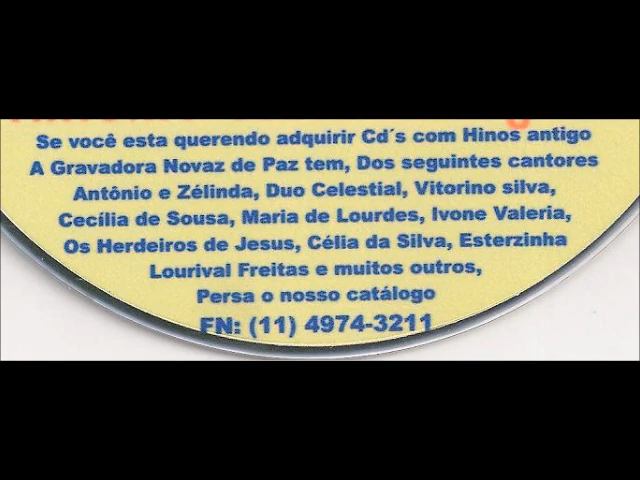 Se você esta querendo adquirir Cd´s com Hinos antigo
A Gravadora Novaz de Paz tem, Dos seguintes cantores
Antônio e Zélinda, Duo Celestial, Vitorino silva,
Cecília de Sousa, Maria de Lourdes, Ivone Valeria,
Os Herdeiros de Jesus, Célia da Silva, Esterzinha
Lourival Freitas e muitos outros,
Persa o nosso catálogo
FN: (11) 4974-3211